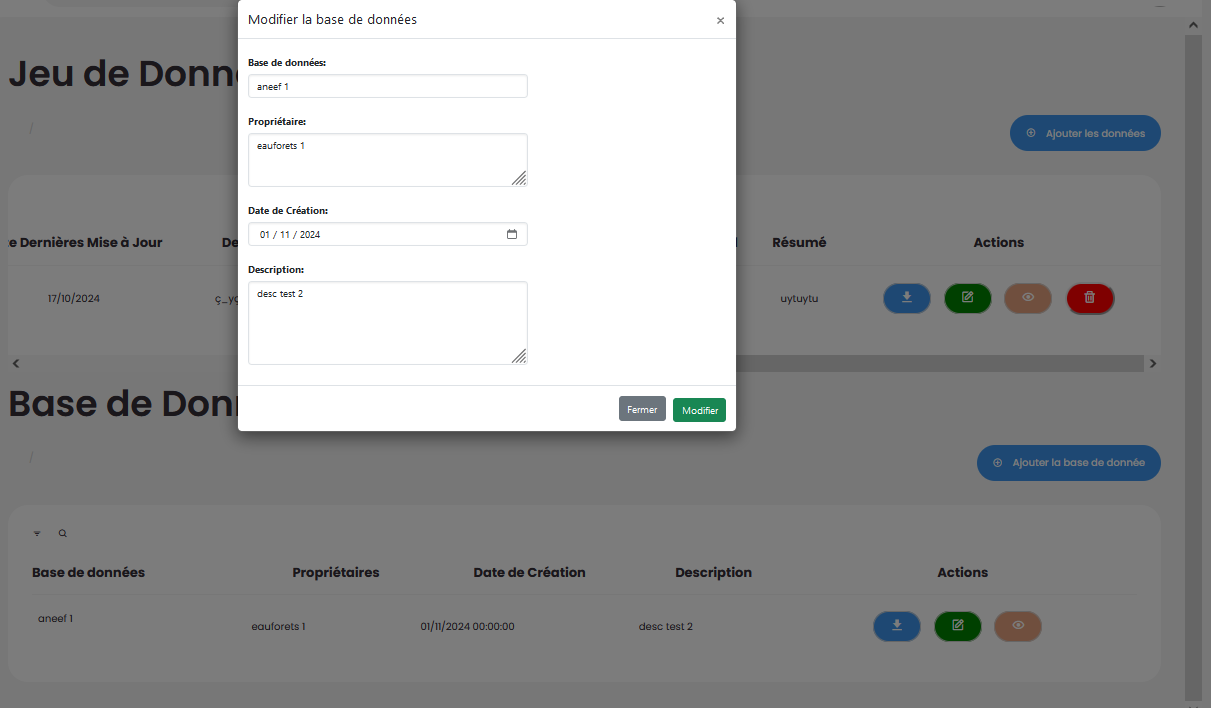 Modifier la base de données ×
Base de données:
aneef 1
Propriétaire:
eauforets 1
Date de Création:
01 / 11 / 2024
Description:
desc test 2
Fermer Modifier
Jeu de Donn
/
Ajouter les données
Dernières Mise à Jour De Résumé Actions
17/10/2024 uytuytu
Base de Don
/
Ajouter la base de donnée
Base de données Propriétaires Date de Création Description Actions
aneef 1
eauforets 1 01/11/2024 00:00:00 desc test 2